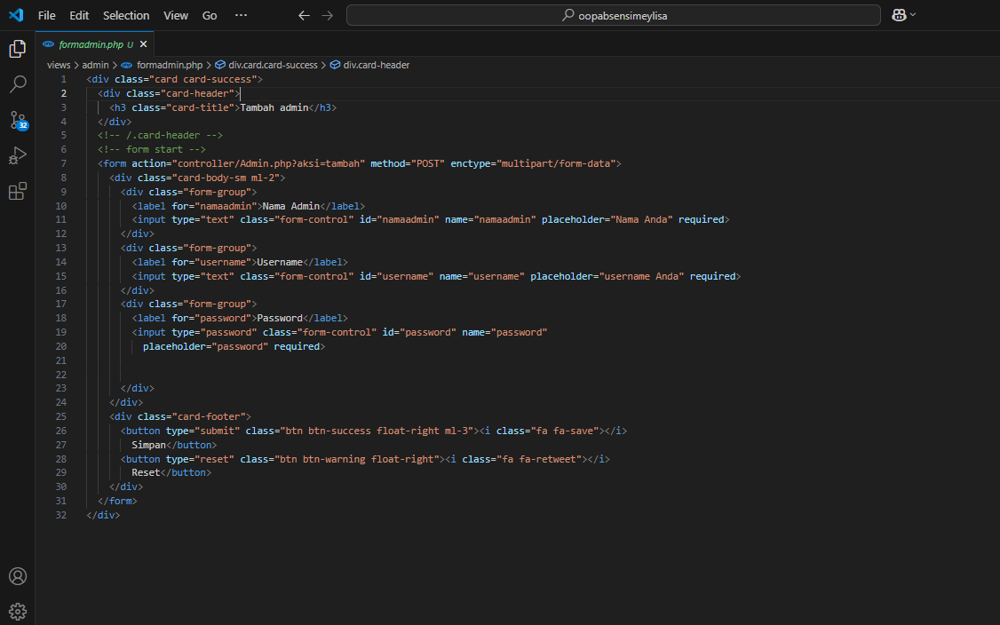 File Edit Selection View Go ··· oopabsensimeylisa
formadmin.php U
views > admin > formadmin.php > div.card.card-success > div.card-header
1 <div class="card card-success">
2 <div class="card-header">
3 <h3 class="card-title">Tambah admin</h3>
4 </div>
5 <!-- /.card-header -->
6 <!-- form start -->
7 <form action="controller/Admin.php?aksi=tambah" method="POST" enctype="multipart/form-data">
8 <div class="card-body-sm ml-2">
9 <div class="form-group">
10 <label for="namaadmin">Nama Admin</label>
11 <input type="text" class="form-control" id="namaadmin" name="namaadmin" placeholder="Nama Anda" required>
12 </div>
13 <div class="form-group">
14 <label for="username">Username</label>
15 <input type="text" class="form-control" id="username" name="username" placeholder="username Anda" required>
16 </div>
17 <div class="form-group">
18 <label for="password">Password</label>
19 <input type="password" class="form-control" id="password" name="password"
20 placeholder="password" required>
21
22
23 </div>
24 </div>
25 <div class="card-footer">
26 <button type="submit" class="btn btn-success float-right ml-3"><i class="fa fa-save"></i>
27 Simpan</button>
28 <button type="reset" class="btn btn-warning float-right"><i class="fa fa-retweet"></i>
29 Reset</button>
30 </div>
31 </form>
32 </div>
32